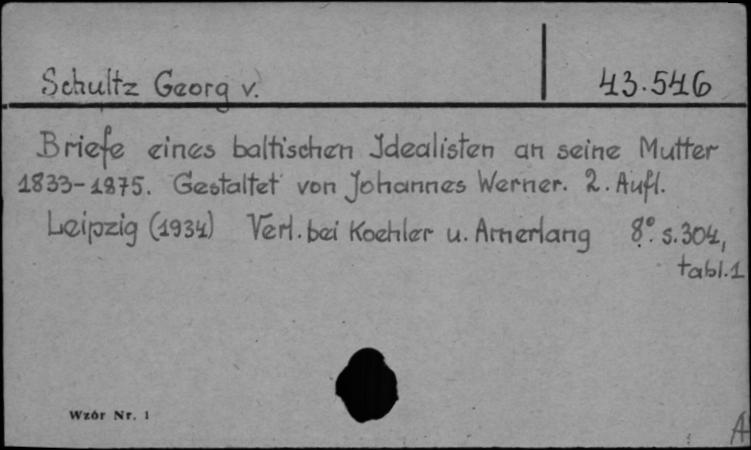 Schultz Georg v. 43.546
Briefe eines baltischen Idealisten an seine Mutter
1833-1875. Gestaltet von Johannes Werner. 2. Aufl.
Leipzig (1934) Verl. bei Koehler u. Amerlang 8° s. 304,
tabl. 1
Wzór Nr. 1
A